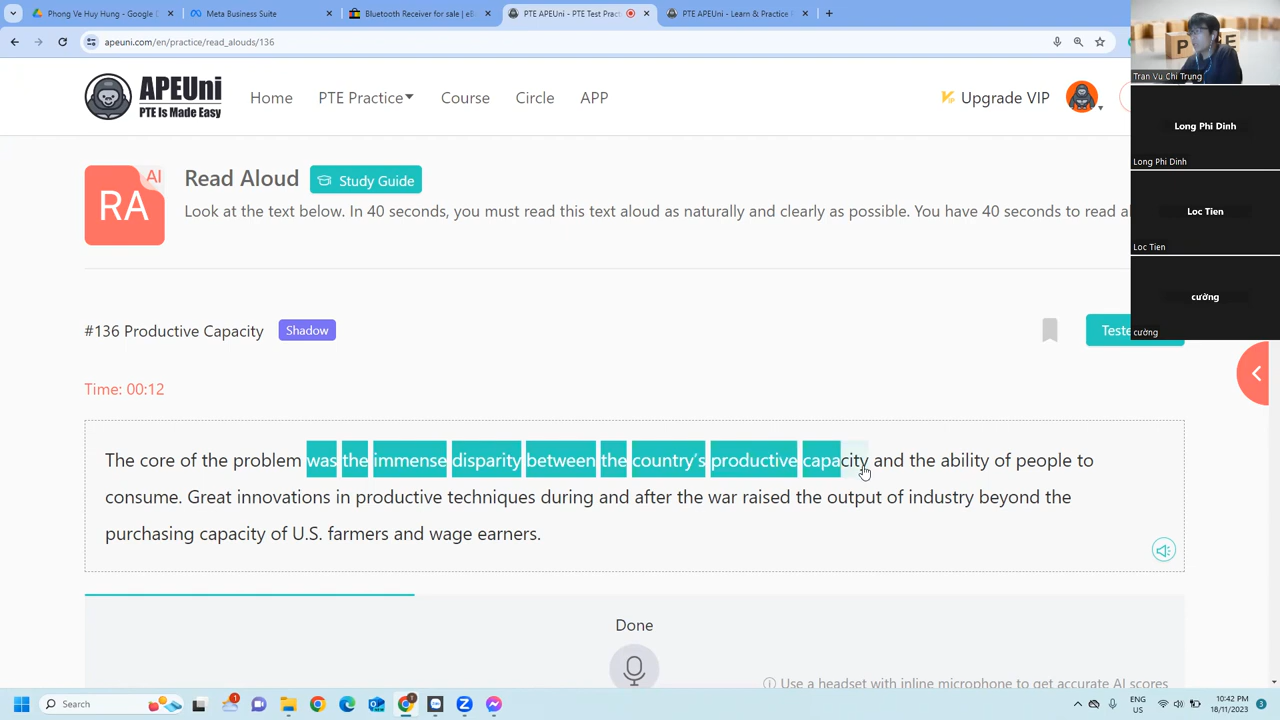 Phong Ve Huy Hung - Google D
Meta Business Suite
Bluetooth Receiver for sale | eB
PTE APEUni - PTE Test Pract
PTE APEUni - Learn & Practice F
apeuni.com/en/practice/read_alouds/136
APEUni
PTE Is Made Easy
Home
PTE Practice
Course
Circle
APP
Upgrade VIP
Tran Vu Chi Trung
Long Phi Dinh
Long Phi Dinh
Loc Tien
Loc Tien
cường
cường
RA
AI
Read Aloud
Study Guide
Look at the text below. In 40 seconds, you must read this text aloud as naturally and clearly as possible. You have 40 seconds to read al
#136 Productive Capacity
Shadow
Teste
Time: 00:12
The core of the problem was the immense disparity between the country's productive capacity and the ability of people to
consume. Great innovations in productive techniques during and after the war raised the output of industry beyond the
purchasing capacity of U.S. farmers and wage earners.
Done
Use a headset with inline microphone to get accurate AI scores
Search
ENG
US
10:42 PM
18/11/2023